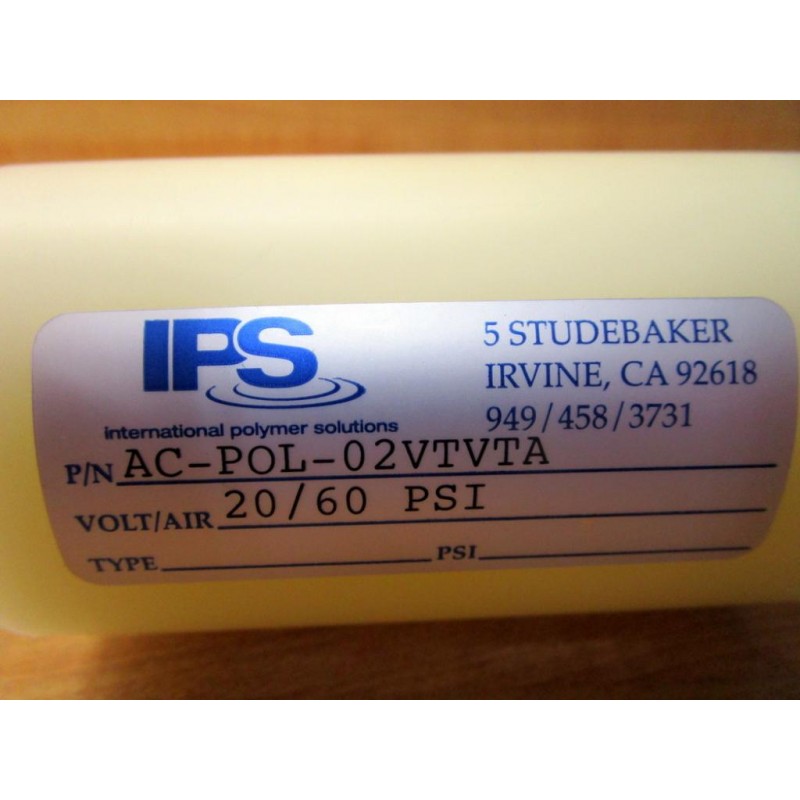 IPS
international polymer solutions
5 STUDEBAKER
IRVINE, CA 92618
949/458/3731
P/N AC-POL-02VTVTA
VOLT/AIR 20/60 PSI
TYPE PSI